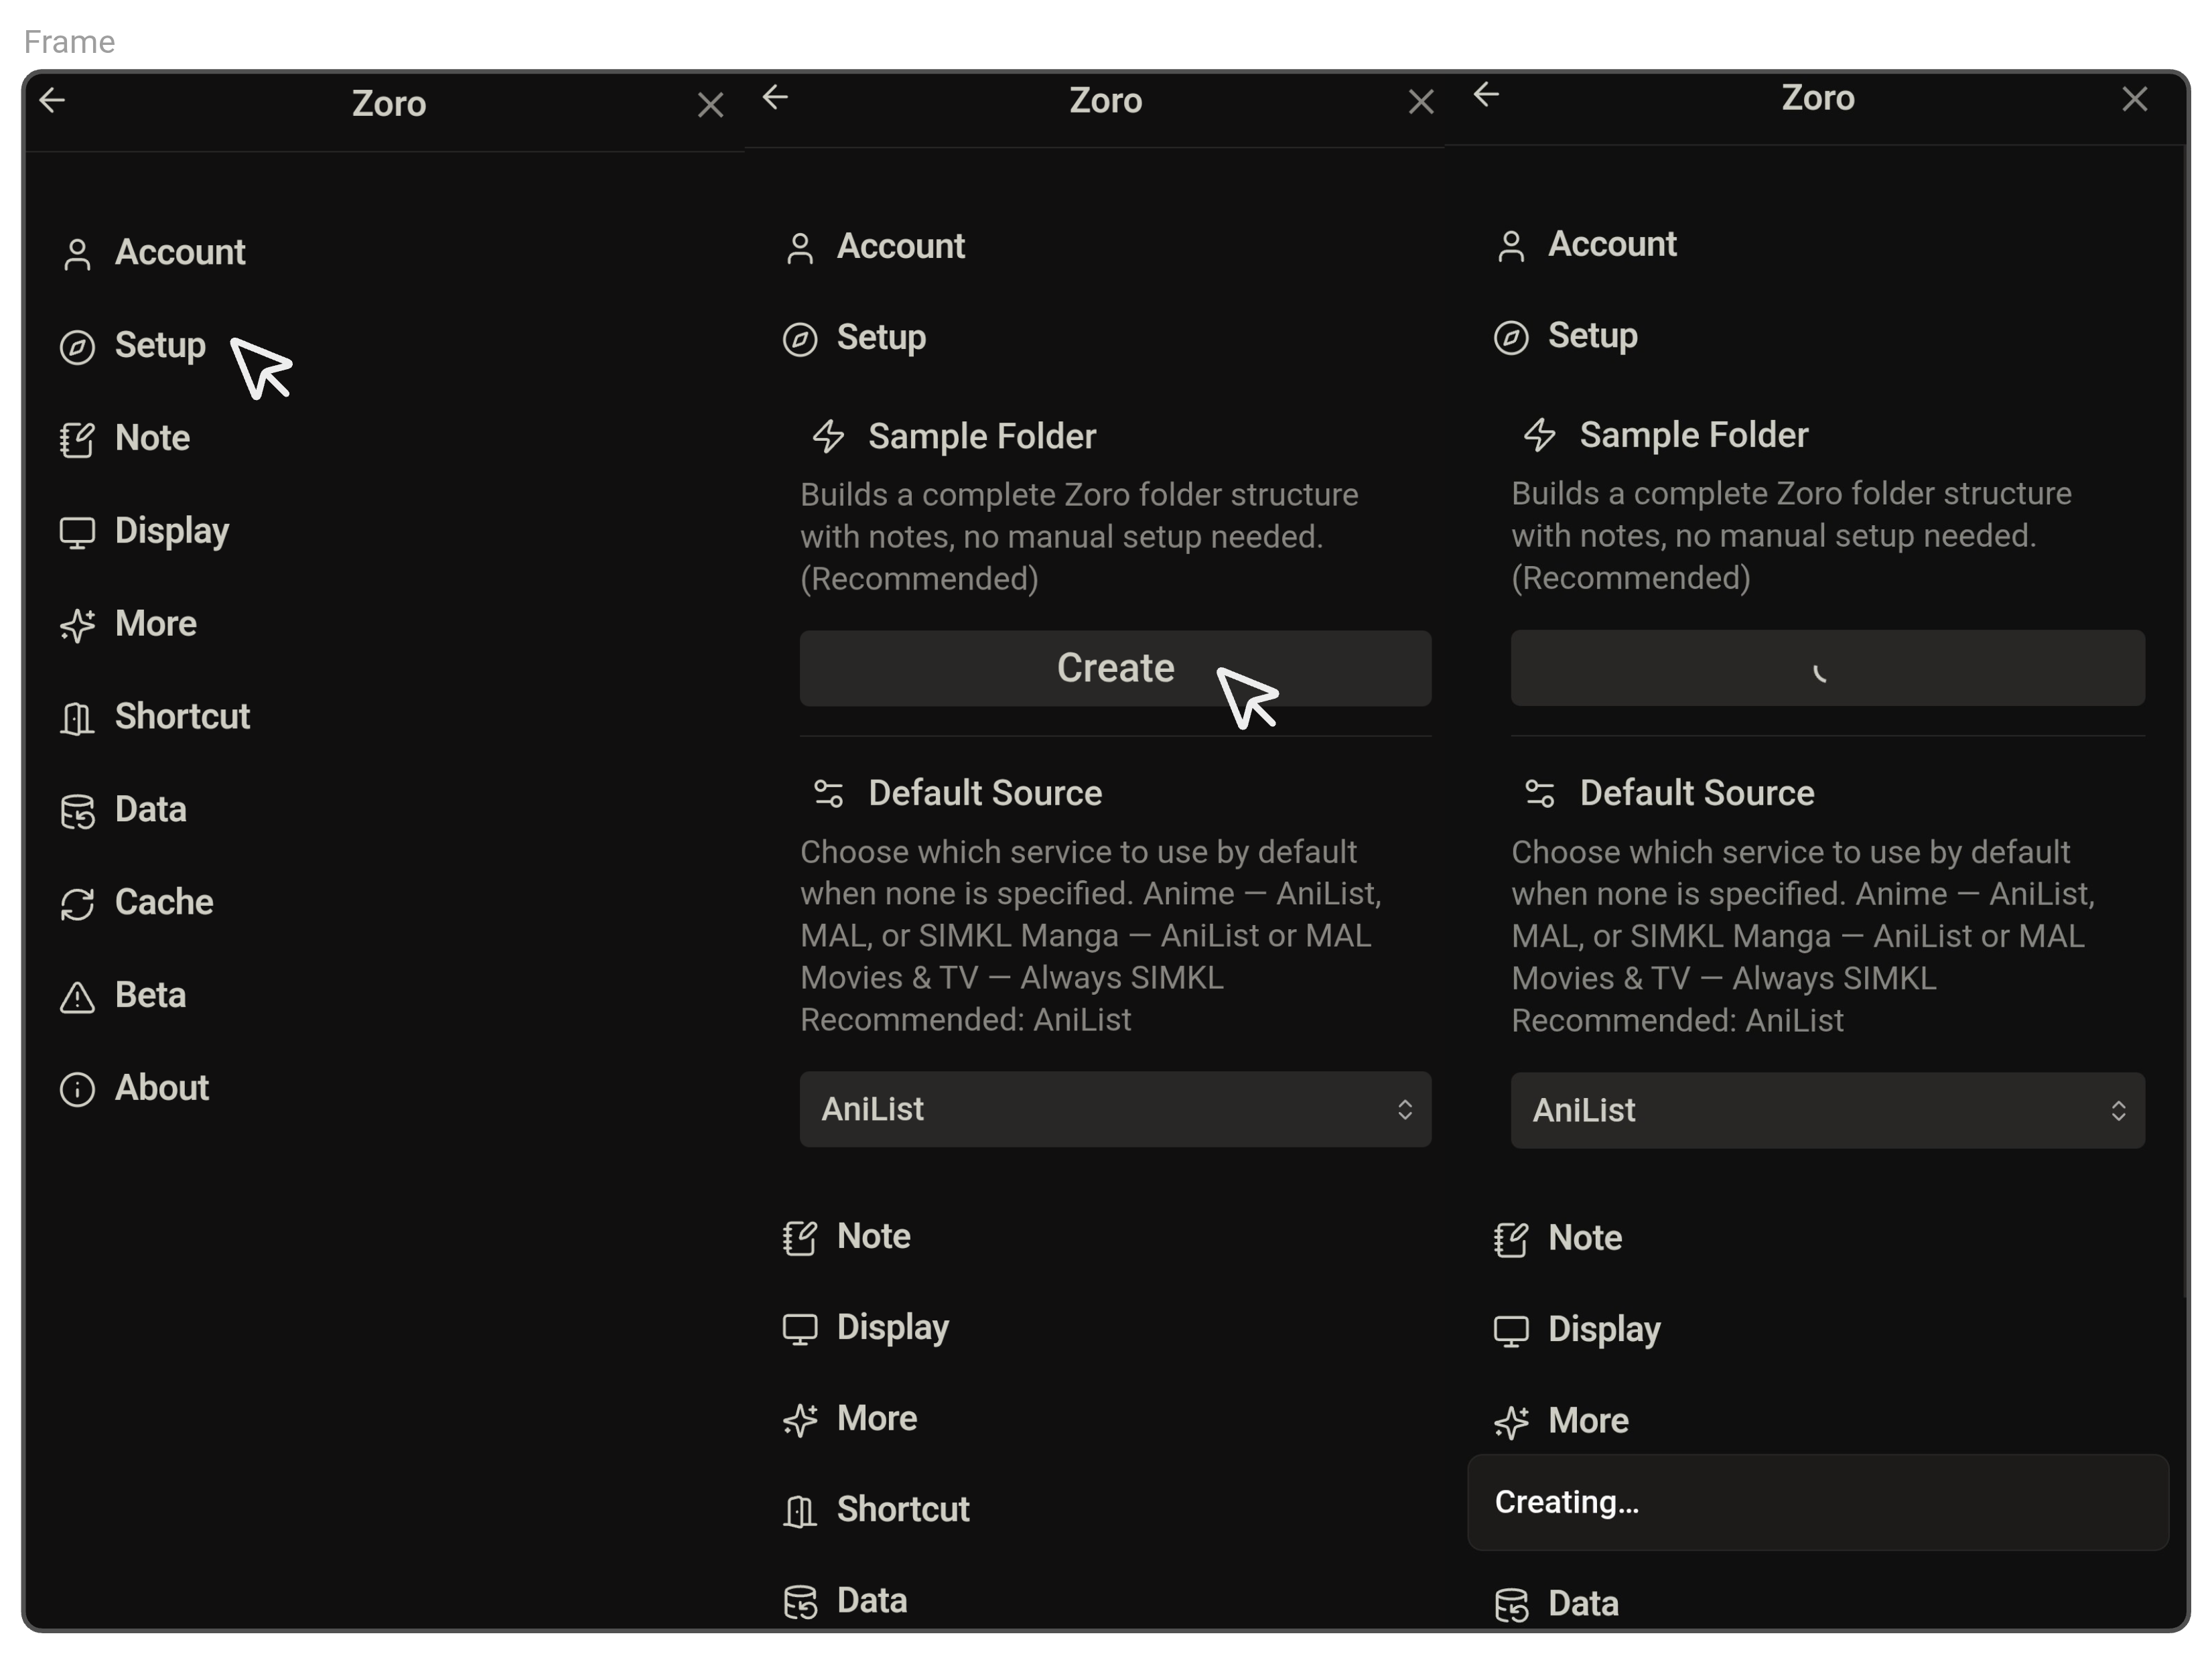 Frame
Zoro
Account
Setup
Note
Display
More
Shortcut
Data
Cache
Beta
About
Zoro
Account
Setup
Sample Folder
Builds a complete Zoro folder structure
with notes, no manual setup needed.
(Recommended)
Create
Default Source
Choose which service to use by default
when none is specified. Anime — AniList,
MAL, or SIMKL Manga — AniList or MAL
Movies & TV — Always SIMKL
Recommended: AniList
AniList
Note
Display
More
Shortcut
Data
Zoro
Account
Setup
Sample Folder
Builds a complete Zoro folder structure
with notes, no manual setup needed.
(Recommended)
Default Source
Choose which service to use by default
when none is specified. Anime — AniList,
MAL, or SIMKL Manga — AniList or MAL
Movies & TV — Always SIMKL
Recommended: AniList
AniList
Note
Display
More
Creating...
Data